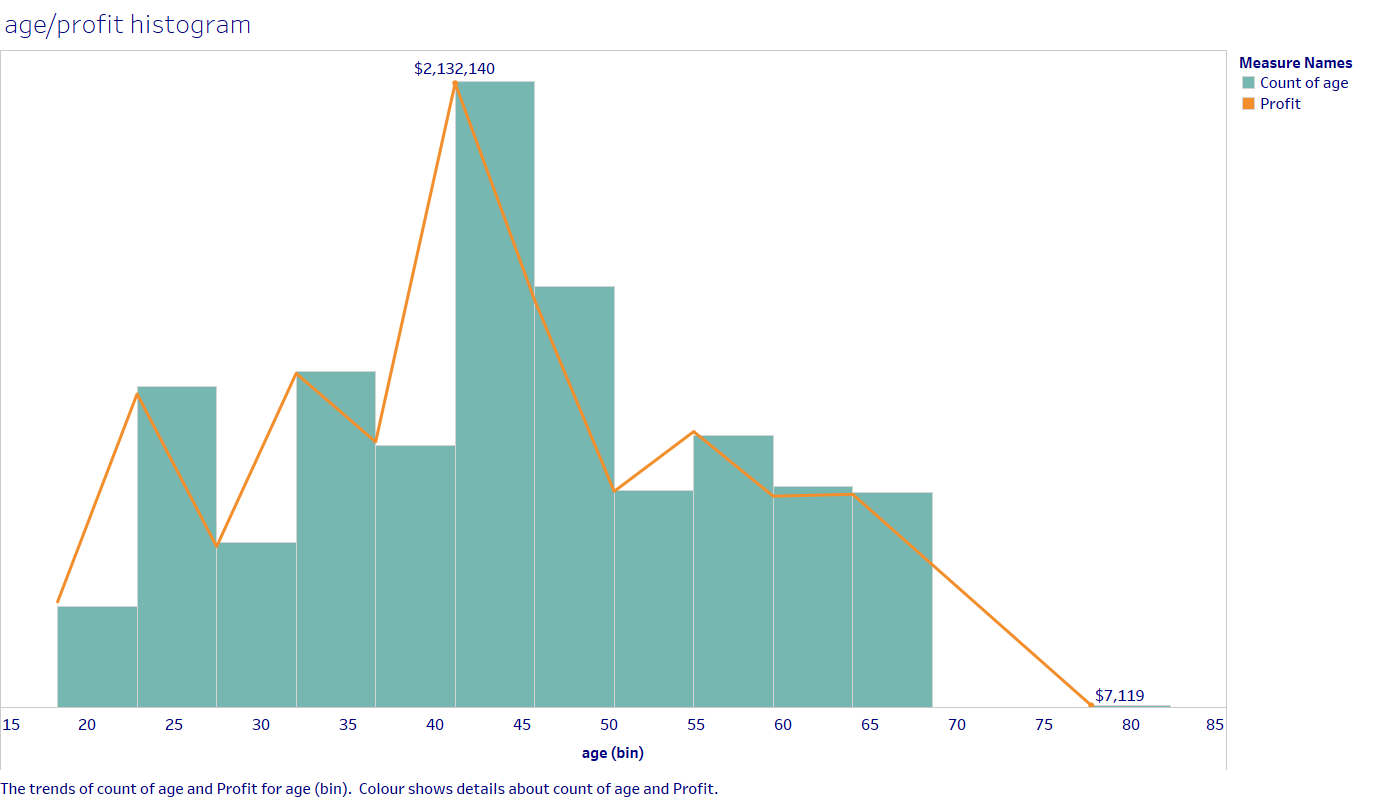 age/profit histogram
$2,132,140
Measure Names
Count of age
Profit
$7,119
15 20 25 30 35 40 45 50 55 60 65 70 75 80 85
age (bin)
The trends of count of age and Profit for age (bin).  Colour shows details about count of age and Profit.